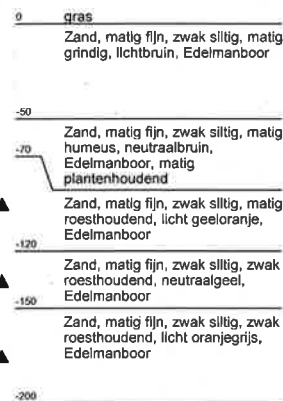 0 gras
Zand, matig fijn, zwak siltig, matig
grindig, lichtbruin, Edelmanboor
-50
Zand, matig fijn, zwak siltig, matig
-70 humeus, neutraalbruin,
Edelmanboor, matig
plantenhoudend
Zand, matig fijn, zwak siltig, matig
roesthoudend, licht geeloranje,
Edelmanboor
-120
Zand, matig fijn, zwak siltig, zwak
roesthoudend, neutraalgeel,
Edelmanboor
-150
Zand, matig fijn, zwak siltig, zwak
roesthoudend, licht oranjegrijs,
Edelmanboor
-200